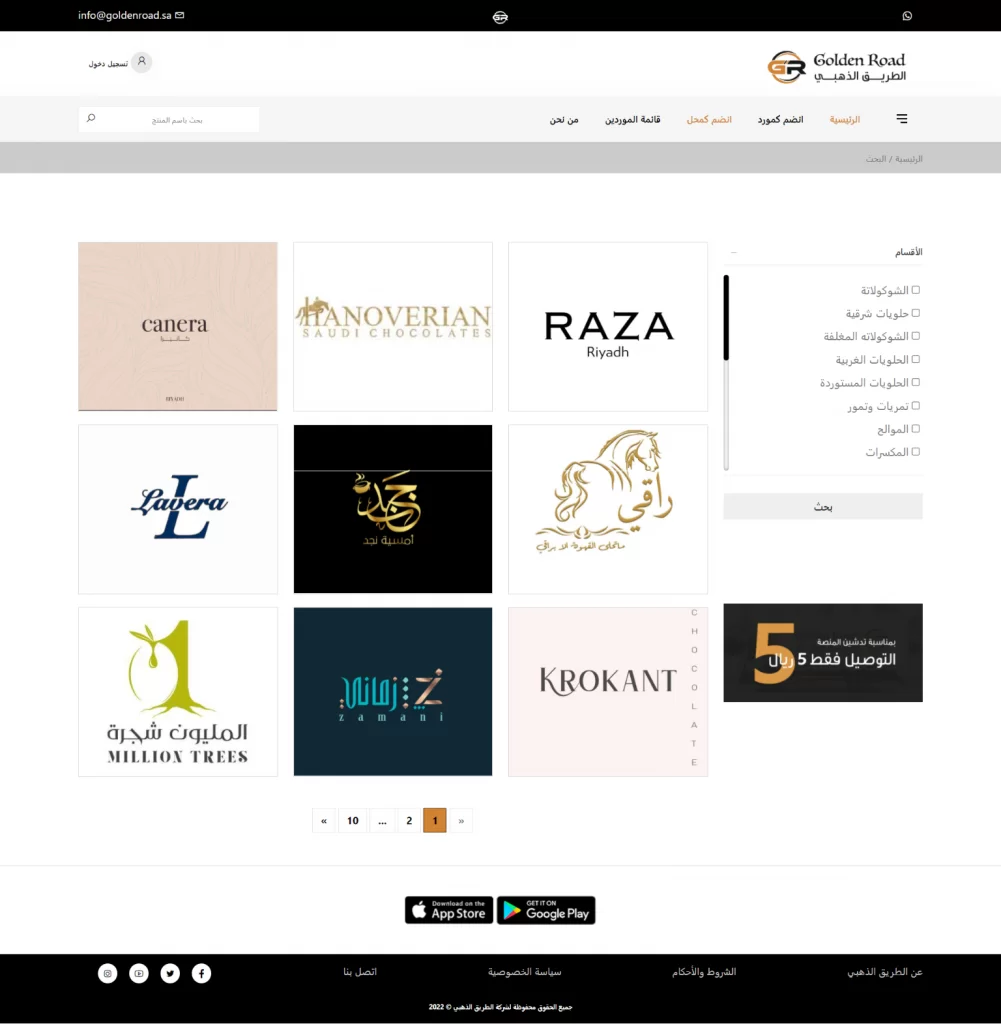 info@goldenroad.sa
GR
GR
Golden Road
الطريق الذهبي
تسجيل دخول
الرئيسية
انضم كمورد
انضم كمحل
قائمة الموردين
من نحن
بحث باسم المنتج
الرئيسية / البحث
الأقسام
الشوكولاتة
حلويات شرقية
الشوكولاته المغلفة
الحلويات الغربية
الحلويات المستوردة
تمريات وتمور
الموالح
المكسرات
بحث
بمناسبة تدشين المنصة
التوصيل فقط 5 ريال
5
RAZA
Riyadh
HANOVERIAN
SAUDI CHOCOLATES
canera
كانيرا
RIYADH
راقي
L
Lavera
أمسية نجد
KROKANT
CHOCOLATE
زماني
zamani
المليون شجرة
MILLION TREES
« 1 2 ... 10 »
GET IT ON
Google Play
Download on the
App Store
عن الطريق الذهبي
الشروط والأحكام
سياسة الخصوصية
اتصل بنا
جميع الحقوق محفوظة لشركة الطريق الذهبي © 2022